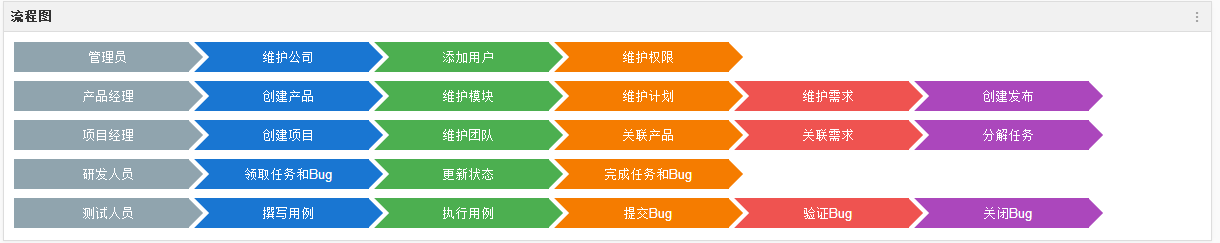 流程图
管理员 维护公司 添加用户 维护权限
产品经理 创建产品 维护模块 维护计划 维护需求 创建发布
项目经理 创建项目 维护团队 关联产品 关联需求 分解任务
研发人员 领取任务和Bug 更新状态 完成任务和Bug
测试人员 撰写用例 执行用例 提交Bug 验证Bug 关闭Bug